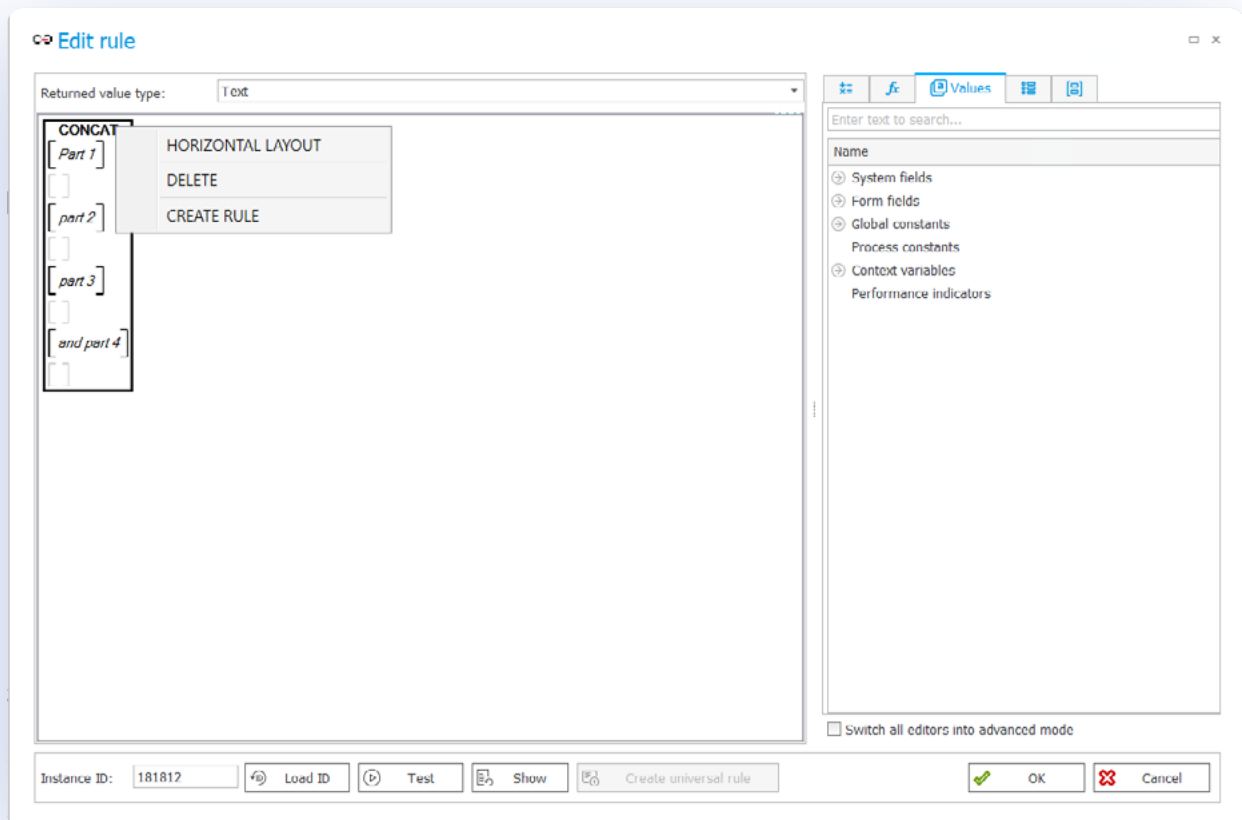 Edit rule
Returned value type:
Text
CONCAT
Part 1
part 2
part 3
and part 4
HORIZONTAL LAYOUT
DELETE
CREATE RULE
fx
Values
Enter text to search...
Name
System fields
Form fields
Global constants
Process constants
Context variables
Performance indicators
Switch all editors into advanced mode
Instance ID:
181812
Load ID
Test
Show
Create universal rule
OK
Cancel